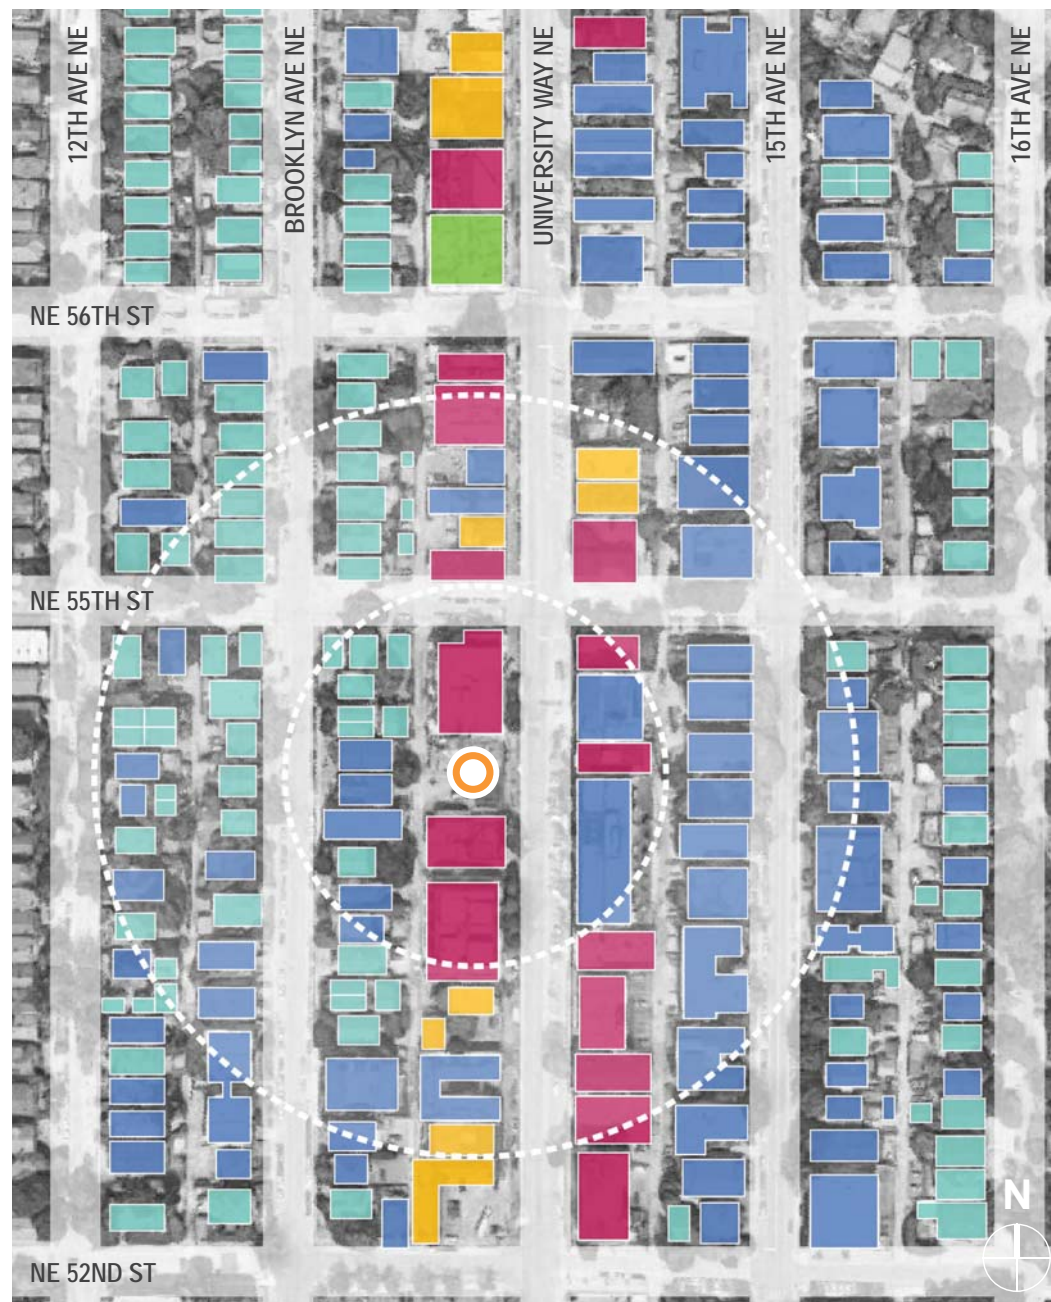 12TH AVE NE
BROOKLYN AVE NE
UNIVERSITY WAY NE
15TH AVE NE
16TH AVE NE
NE 56TH ST
NE 55TH ST
N
NE 52ND ST